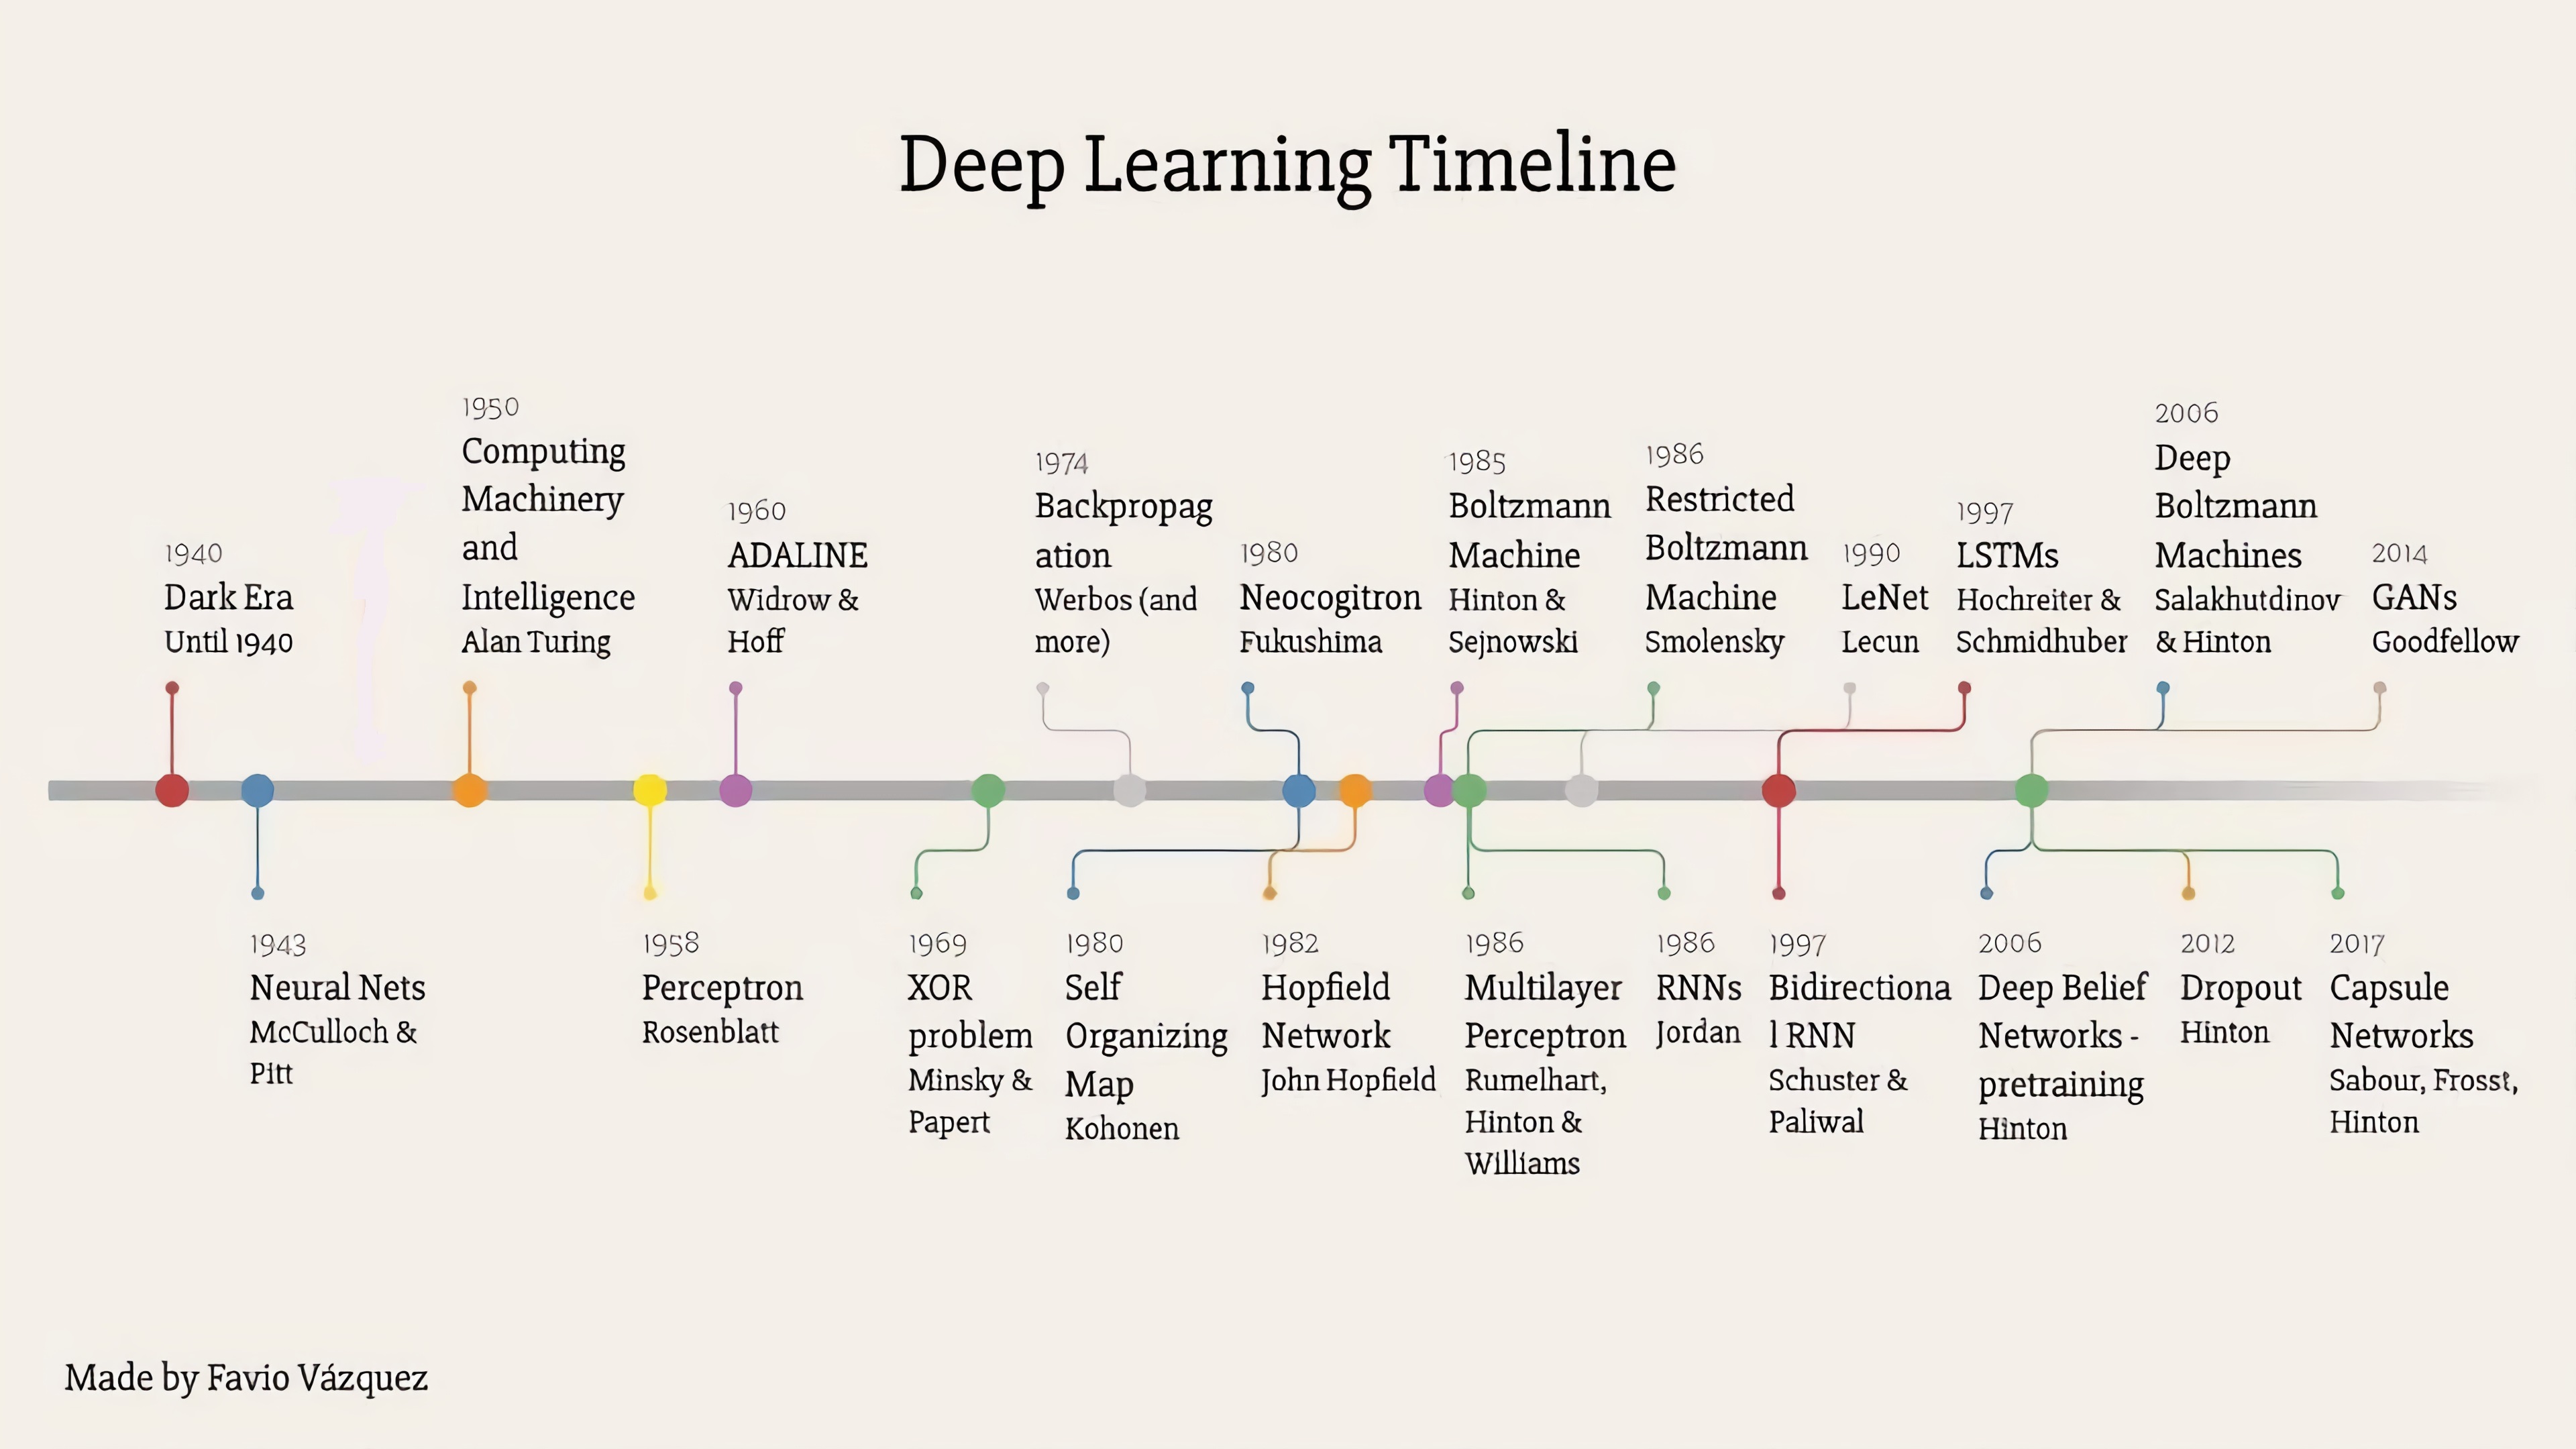 Deep Learning Timeline
1940
Dark Era
Until 1940
1950
Computing
Machinery
and
Intelligence
Alan Turing
1960
ADALINE
Widrow &
Hoff
1974
Backpropag
ation
Werbos (and
more)
1980
Neocogitron
Fukushima
1985
Boltzmann
Machine
Hinton &
Sejnowski
1986
Restricted
Boltzmann
Machine
Smolensky
1990
LeNet
Lecun
1997
LSTMs
Hochreiter &
Schmidhuber
2006
Deep
Boltzmann
Machines
Salakhutdinov
& Hinton
2014
GANs
Goodfellow
1943
Neural Nets
McCulloch &
Pitt
1958
Perceptron
Rosenblatt
1969
XOR
problem
Minsky &
Papert
1980
Self
Organizing
Map
Kohonen
1982
Hopfield
Network
John Hopfield
1986
Multilayer
Perceptron
Rumelhart,
Hinton &
Williams
1986
RNNs
Jordan
1997
Bidirectiona
l RNN
Schuster &
Paliwal
2006
Deep Belief
Networks -
pretraining
Hinton
2012
Dropout
Hinton
2017
Capsule
Networks
Sabour, Frosst,
Hinton
Made by Favio Vázquez